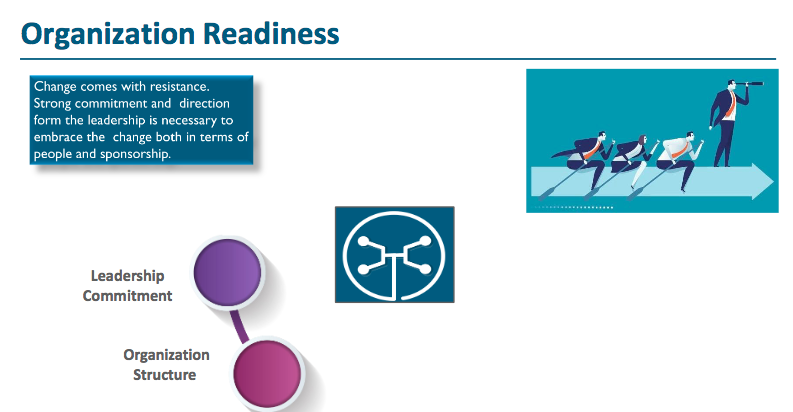 Organization Readiness
Change comes with resistance.
Strong commitment and direction
form the leadership is necessary to
embrace the change both in terms of
people and sponsorship.
Leadership
Commitment
Organization
Structure